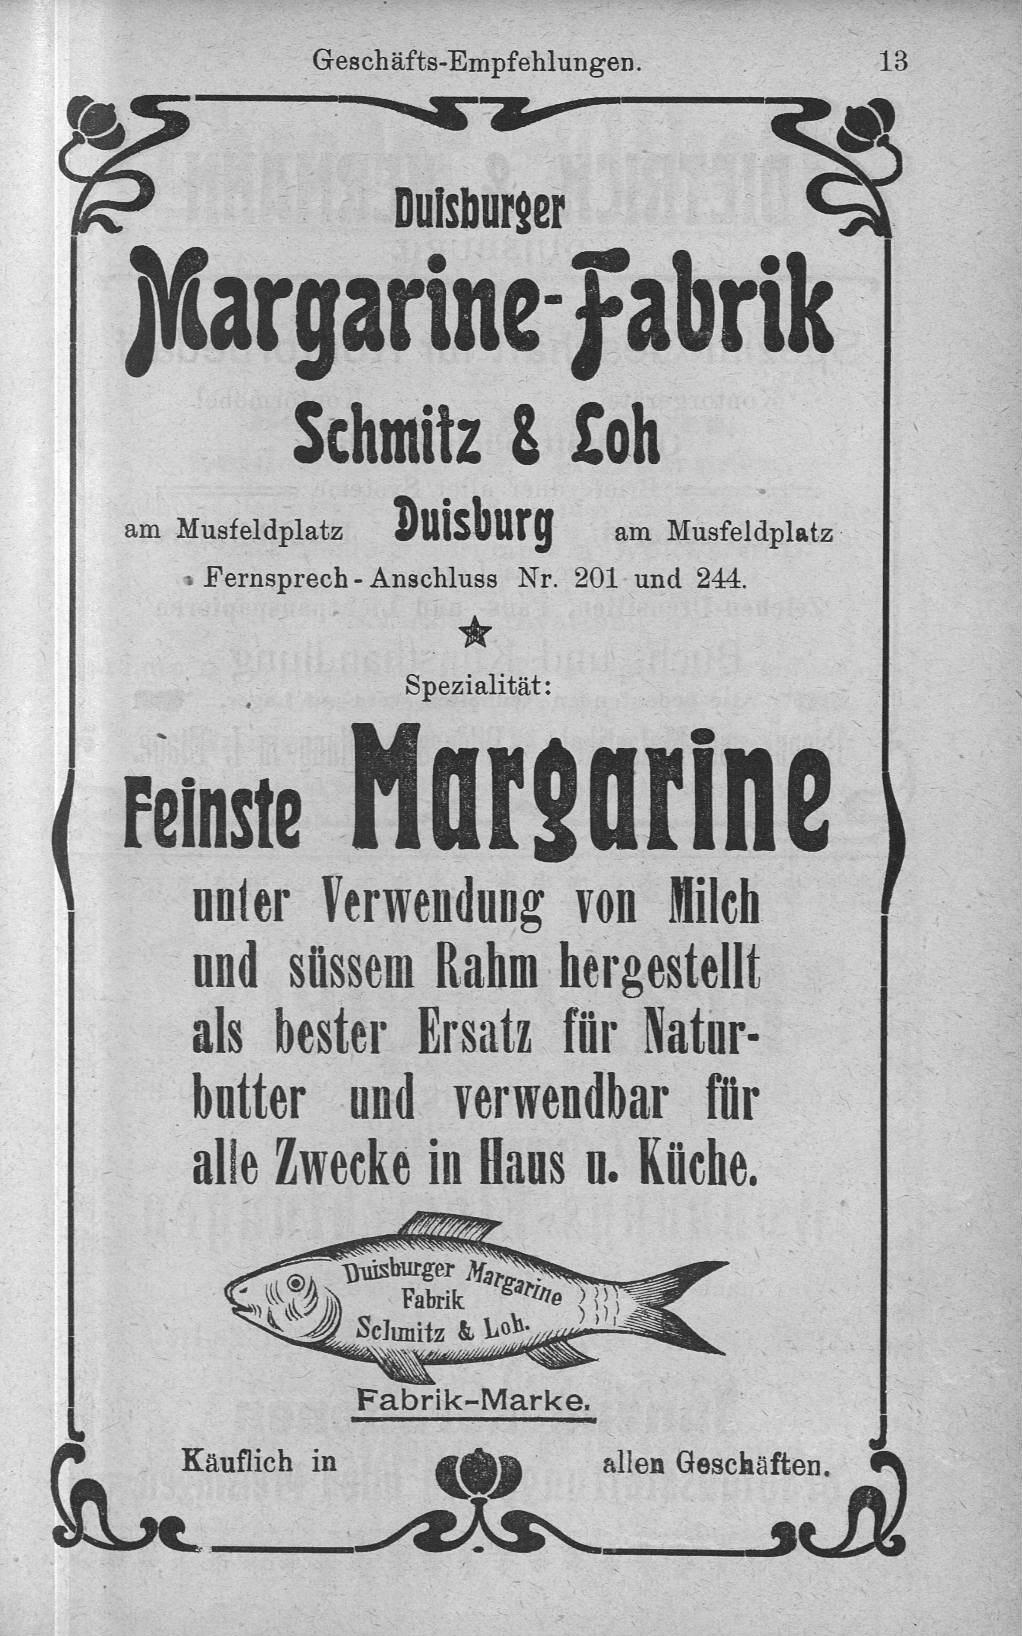 Geschäfts-Empfehlungen. 13
Duisburger
Margarine-Fabrik
Schmitz & Loh
am Musfeldplatz Duisburg am Musfeldplatz
Fernsprech-Anschluss Nr. 201 und 244.
Spezialität:
Feinste Margarine
unter Verwendung von Milch
und süssem Rahm hergestellt
als bester Ersatz für Natur-
butter und verwendbar für
alle Zwecke in Haus u. Küche.
Duisburger Margarine
Fabrik
Schmitz & Loh.
Fabrik-Marke.
Käuflich in allen Geschäften.